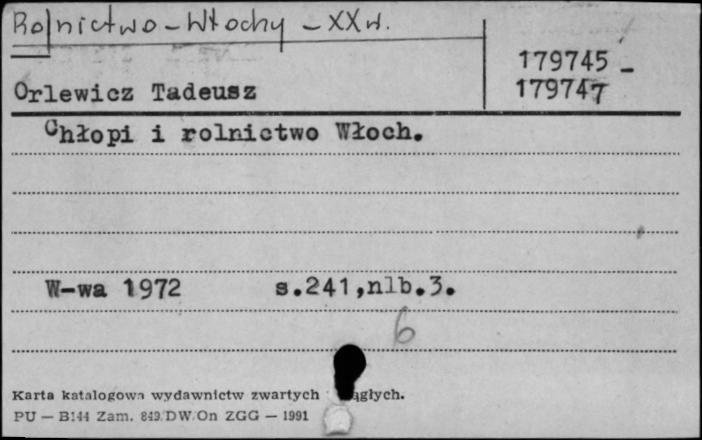 Rolnictwo - Włochy - XX w.
179745 -
179747
Orlewicz Tadeusz
Chłopi i rolnictwo Włoch.
W-wa 1972 s.241,nlb.3.
6
Karta katalogowa wydawnictw zwartych
PU — B144 Zam. 849/DW/On ZGG — 1991